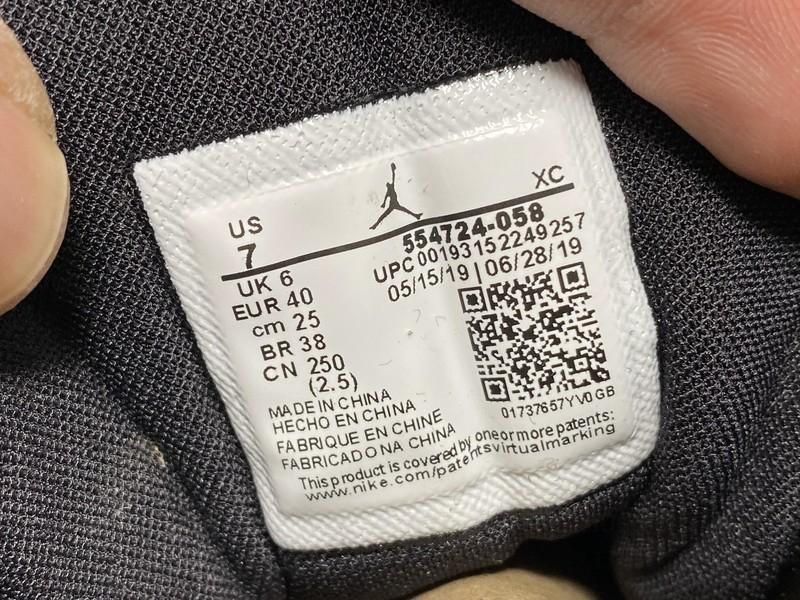 US
XC
7
554724-058
UPC 00193152249257
05/15/19 | 06/28/19
UK 6
EUR 40
cm 25
BR 38
CN 250
(2.5)
01737657YV0GB
MADE IN CHINA
HECHO EN CHINA
FABRIQUE EN CHINE
FABRICADO NA CHINA
This product is covered by one or more patents:
www.nike.com/patentsvirtualmarking